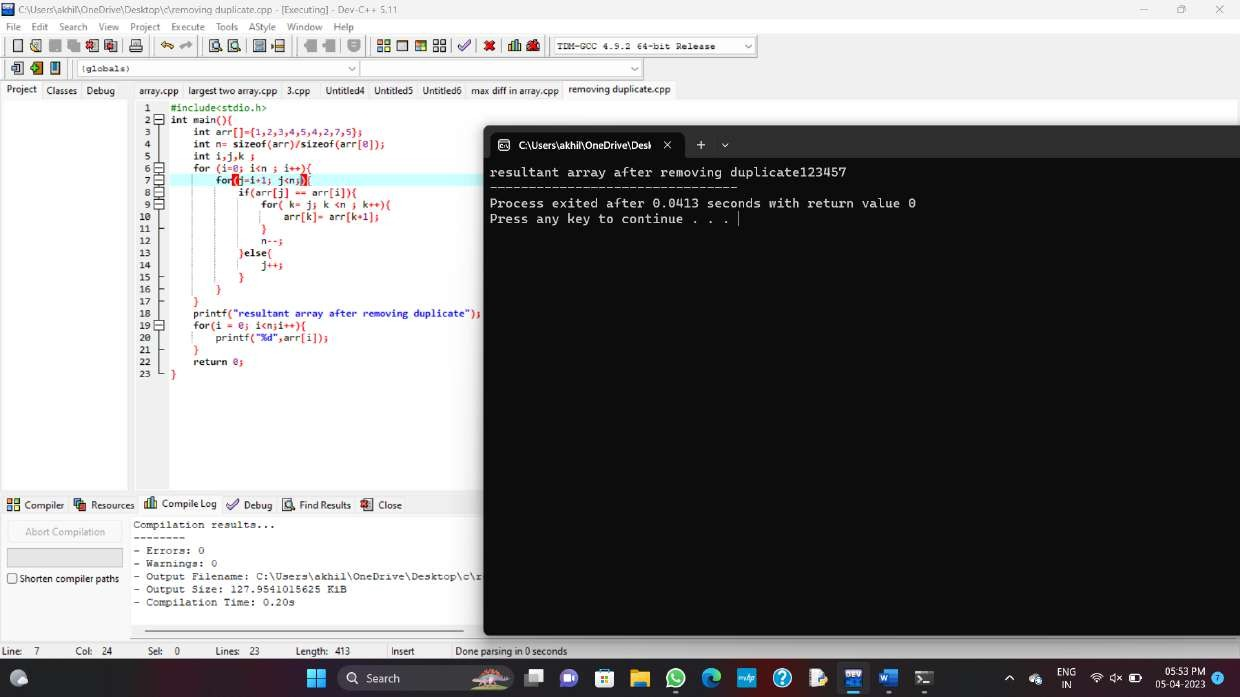 C:\Users\akhil\OneDrive\Desktop\c\removing duplicate.cpp - [Executing] - Dev-C++ 5.11
File Edit Search View Project Execute Tools AStyle Window Help
TDM-GCC 4.9.2 64-bit Release
(globals)
Project Classes Debug
array.cpp largest two array.cpp 3.cpp Untitled4 Untitled5 Untitled6 max diff in array.cpp removing duplicate.cpp
1 #include<stdio.h>
2 int main(){
3 int arr[]={1,2,3,4,5,4,2,7,5};
4 int n= sizeof(arr)/sizeof(arr[0]);
5 int i,j,k ;
6 for (i=0; i<n ; i++){
7 for(j=i+1; j<n;){
8 if(arr[j] == arr[i]){
9 for( k= j; k <n ; k++){
10 arr[k]= arr[k+1];
11 }
12 n--;
13 }else{
14 j++;
15 }
16 }
17 }
18 printf("resultant array after removing duplicate");
19 for(i = 0; i<n;i++){
20 printf("%d",arr[i]);
21 }
22 return 0;
23 }
C:\Users\akhil\OneDrive\Desl
resultant array after removing duplicate123457
--------------------------------
Process exited after 0.0413 seconds with return value 0
Press any key to continue . . .
Compiler Resources Compile Log Debug Find Results Close
Abort Compilation
Shorten compiler paths
Compilation results...
--------
- Errors: 0
- Warnings: 0
- Output Filename: C:\Users\akhil\OneDrive\Desktop\c\r
- Output Size: 127.9541015625 KiB
- Compilation Time: 0.20s
Line: 7 Col: 24 Sel: 0 Lines: 23 Length: 413 Insert Done parsing in 0 seconds
Search
DEV
W
ENG
IN
05:53 PM
05-04-2023
7